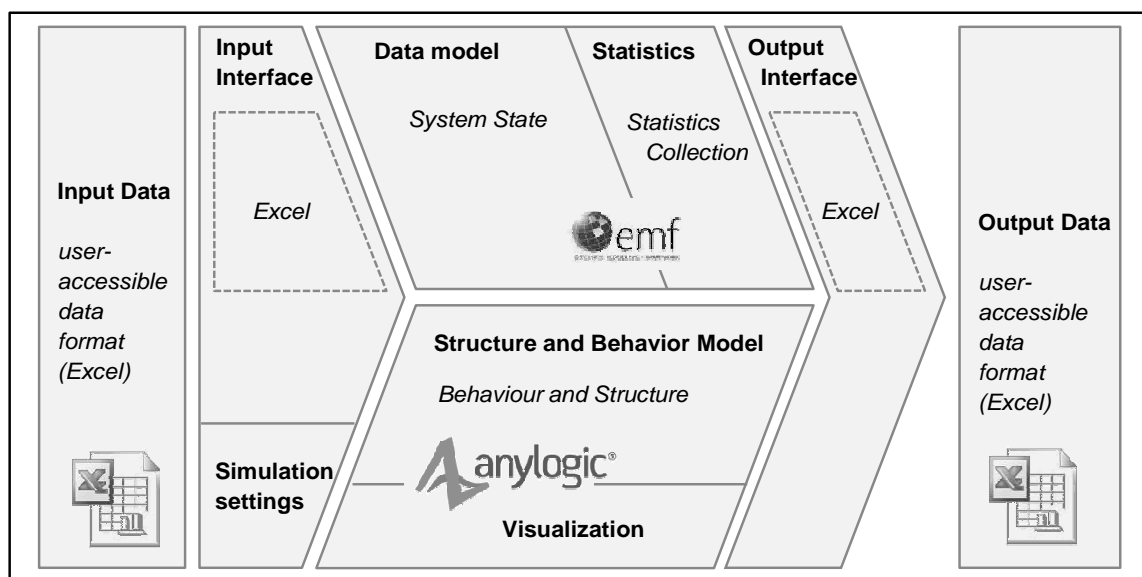 Input Data
user-
accessible
data
format
(Excel)
Input
Interface
Excel
Simulation
settings
Data model
System State
Statistics
Statistics
Collection
emf
Structure and Behavior Model
Behaviour and Structure
anylogic®
Visualization
Output
Interface
Excel
Output Data
user-
accessible
data
format
(Excel)